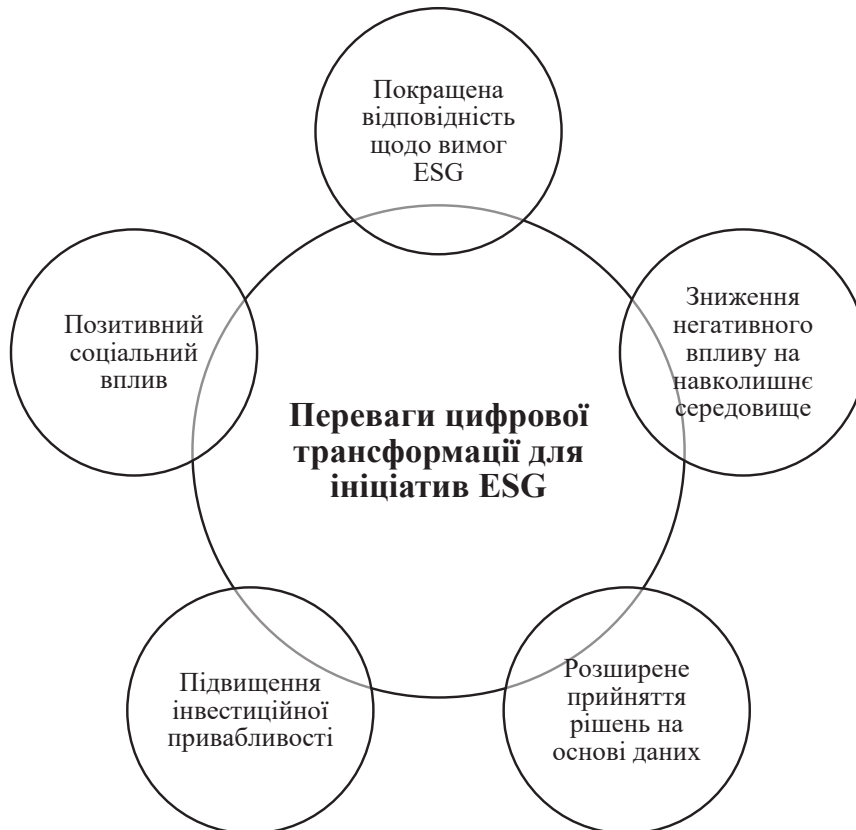 Покращена
відповідність
щодо вимог
ESG
Позитивний
соціальний
вплив
Зниження
негативного
впливу на
навколишнє
середовище
Переваги цифрової
трансформації для
ініціатив ESG
Підвищення
інвестиційної
привабливості
Розширене
прийняття
рішень на
основі даних